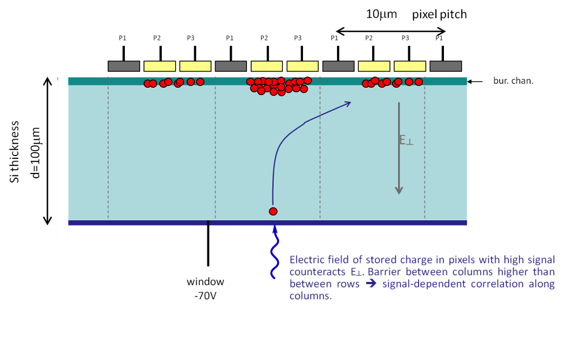 10μm pixel pitch
P1 P2 P3 P1 P2 P3 P1 P2 P3 P1
bur. chan.
Si thickness
d=100μm
E⊥
window
-70V
Electric field of stored charge in pixels with high signal
counteracts E⊥. Barrier between columns higher than
between rows ➔ signal-dependent correlation along
columns.